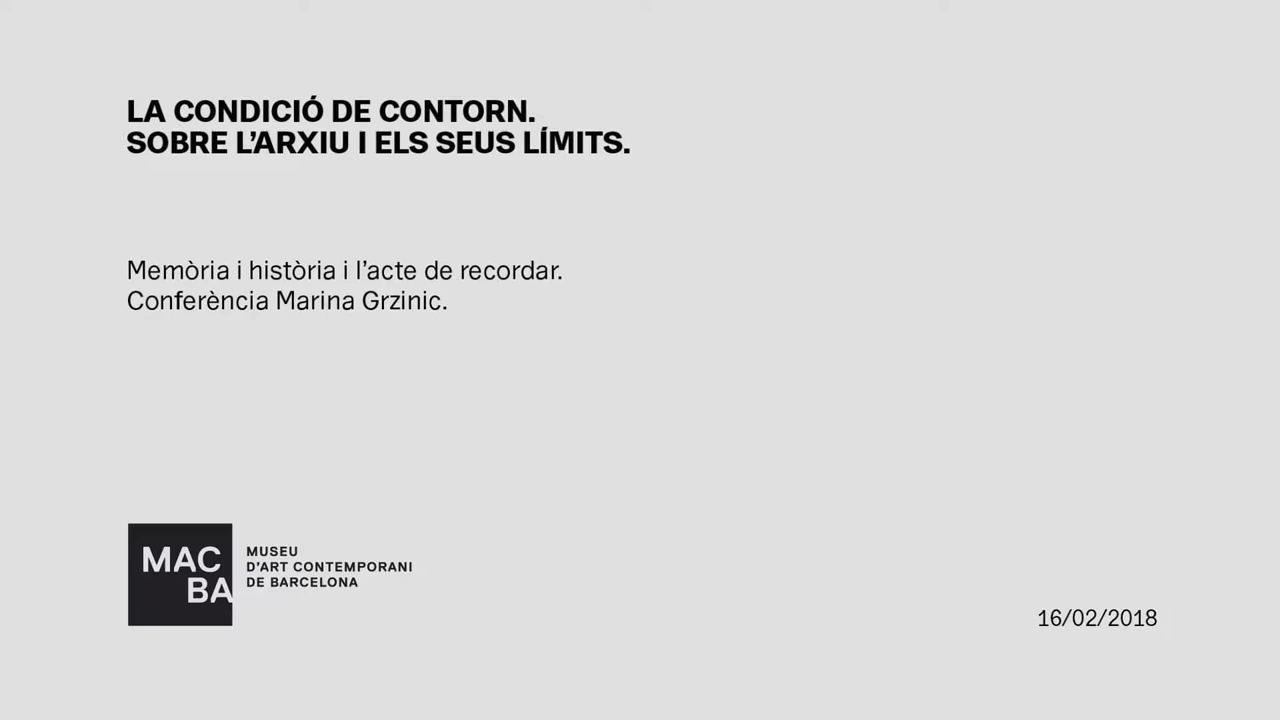 LA CONDICIÓ DE CONTORN.
SOBRE L’ARXIU I ELS SEUS LÍMITS.
Memòria i història i l’acte de recordar.
Conferència Marina Grzinic.
MAC
BA
MUSEU
D’ART CONTEMPORANI
DE BARCELONA
16/02/2018